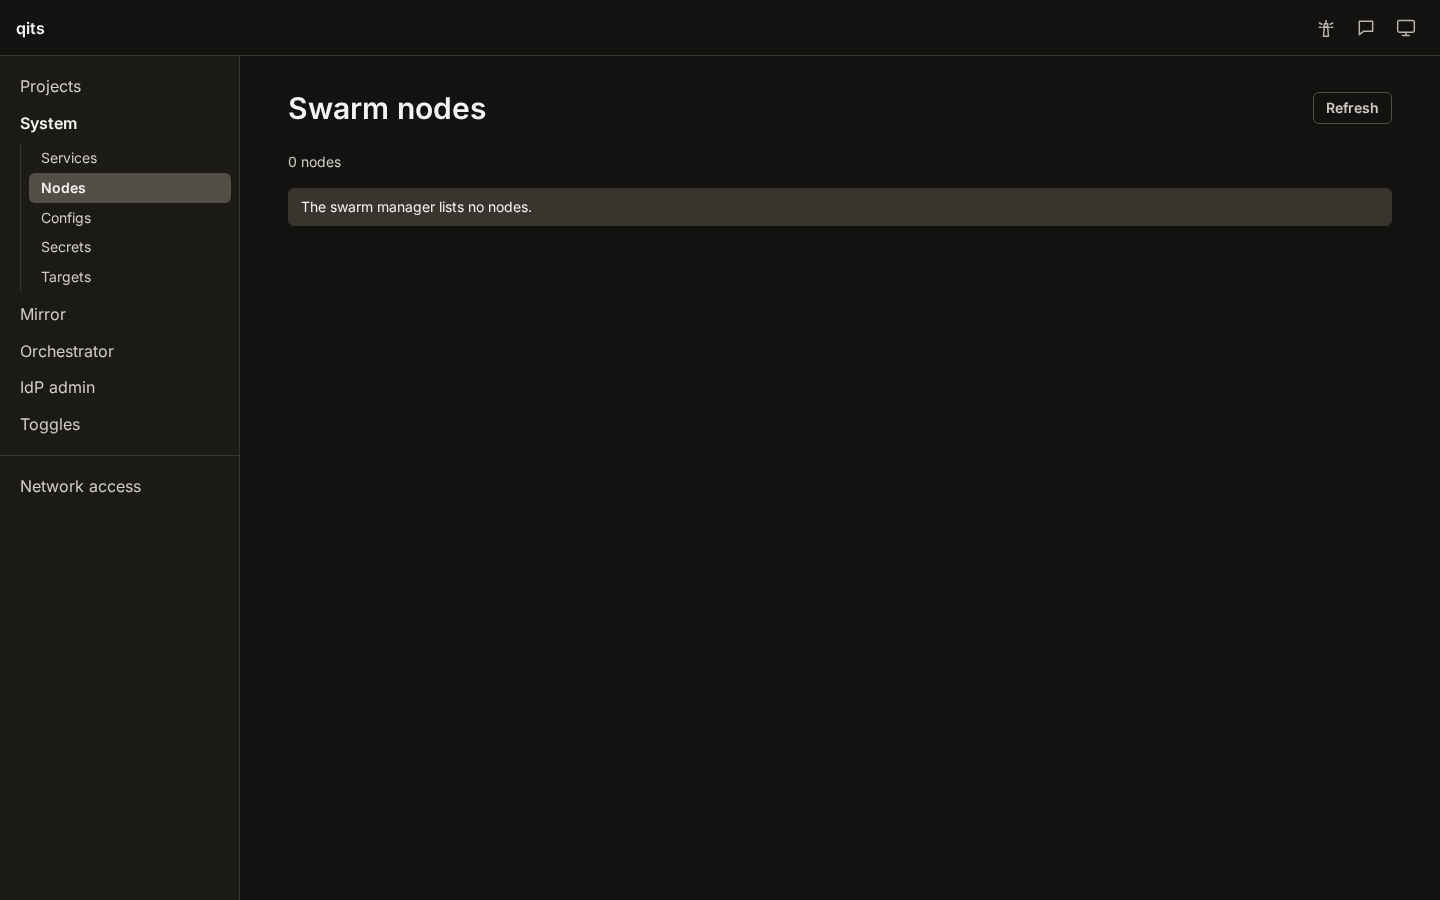 qits
Projects
System
Services
Nodes
Configs
Secrets
Targets
Mirror
Orchestrator
IdP admin
Toggles
Network access
Swarm nodes
Refresh
0 nodes
The swarm manager lists no nodes.